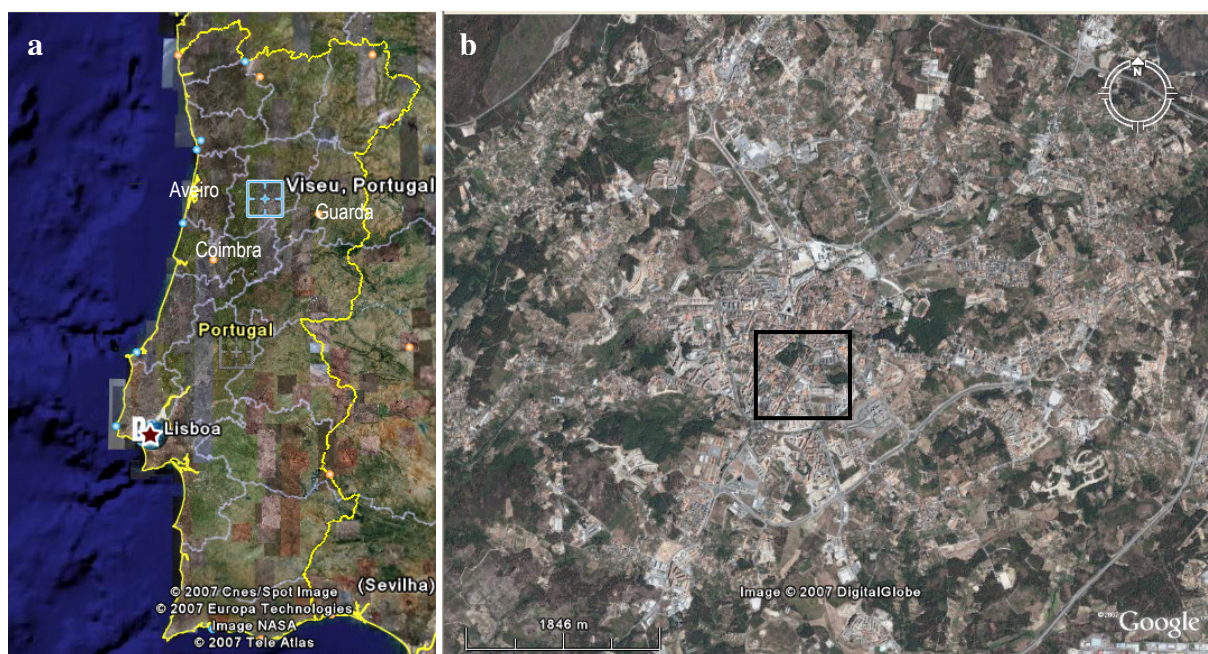 a
Aveiro
Viseu, Portugal
Guarda
Coimbra
Portugal
Lisboa
(Sevilha)
© 2007 Cnes/Spot Image
© 2007 Europa Technologies
Image NASA
© 2007 Tele Atlas
b
N
Image © 2007 DigitalGlobe
1846 m
Google